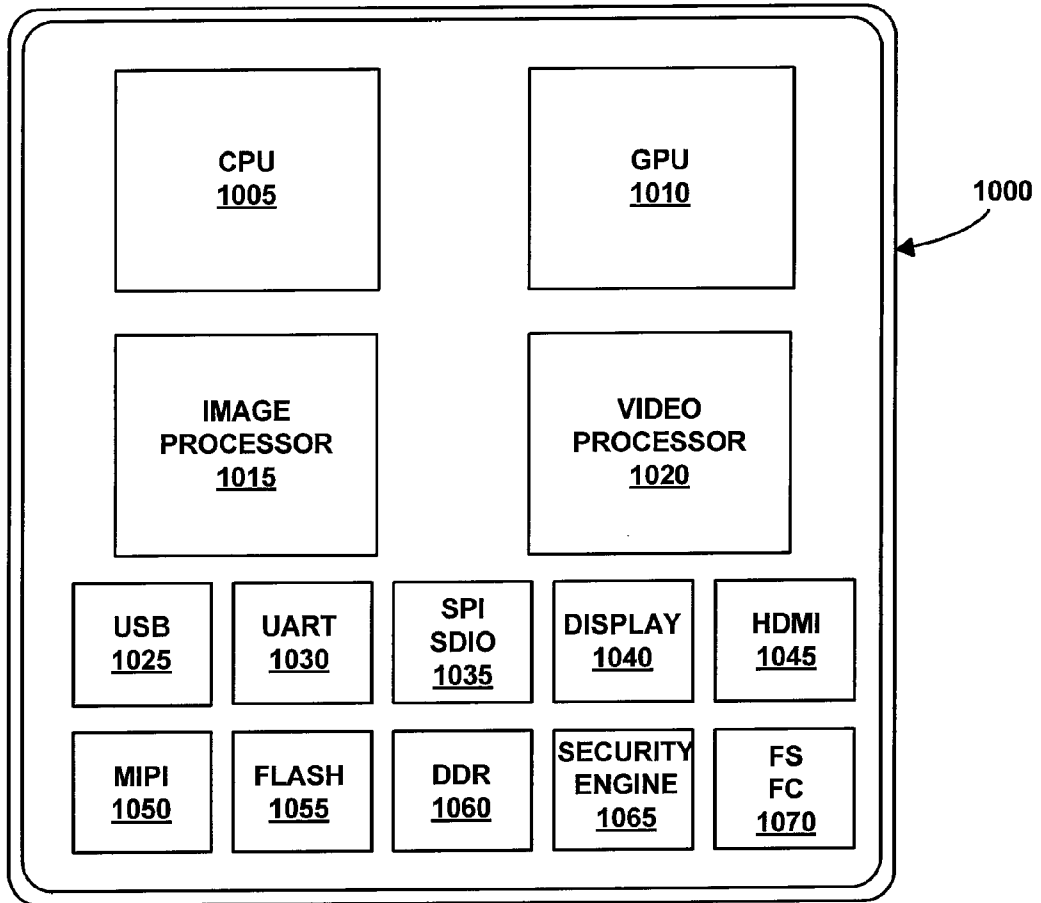 CPU
1005
GPU
1010
1000
IMAGE
PROCESSOR
1015
VIDEO
PROCESSOR
1020
USB
1025
UART
1030
SPI
SDIO
1035
DISPLAY
1040
HDMI
1045
MIPI
1050
FLASH
1055
DDR
1060
SECURITY
ENGINE
1065
FS
FC
1070